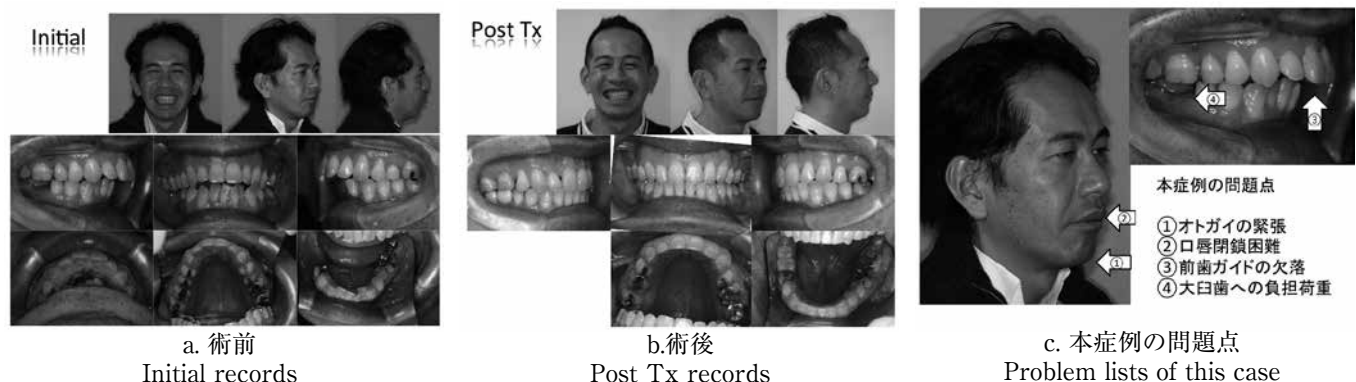 Initial
Post Tx
④
③
②
①
本症例の問題点
①オトガイの緊張
②口唇閉鎖困難
③前歯ガイドの欠落
④大臼歯への負担荷重
a. 術前
Initial records
b.術後
Post Tx records
c. 本症例の問題点
Problem lists of this case